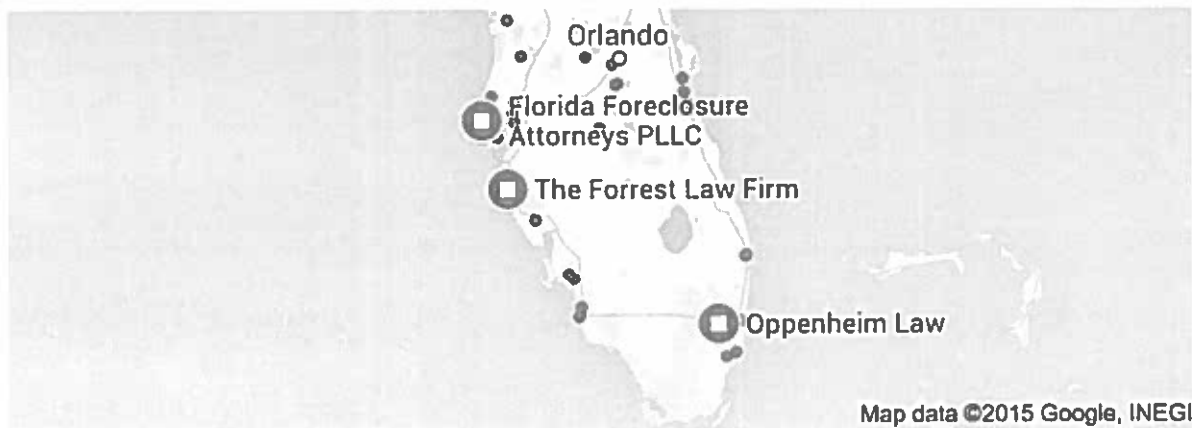 Orlando
Florida Foreclosure
Attorneys PLLC
The Forrest Law Firm
Oppenheim Law
Map data ©2015 Google, INEGI